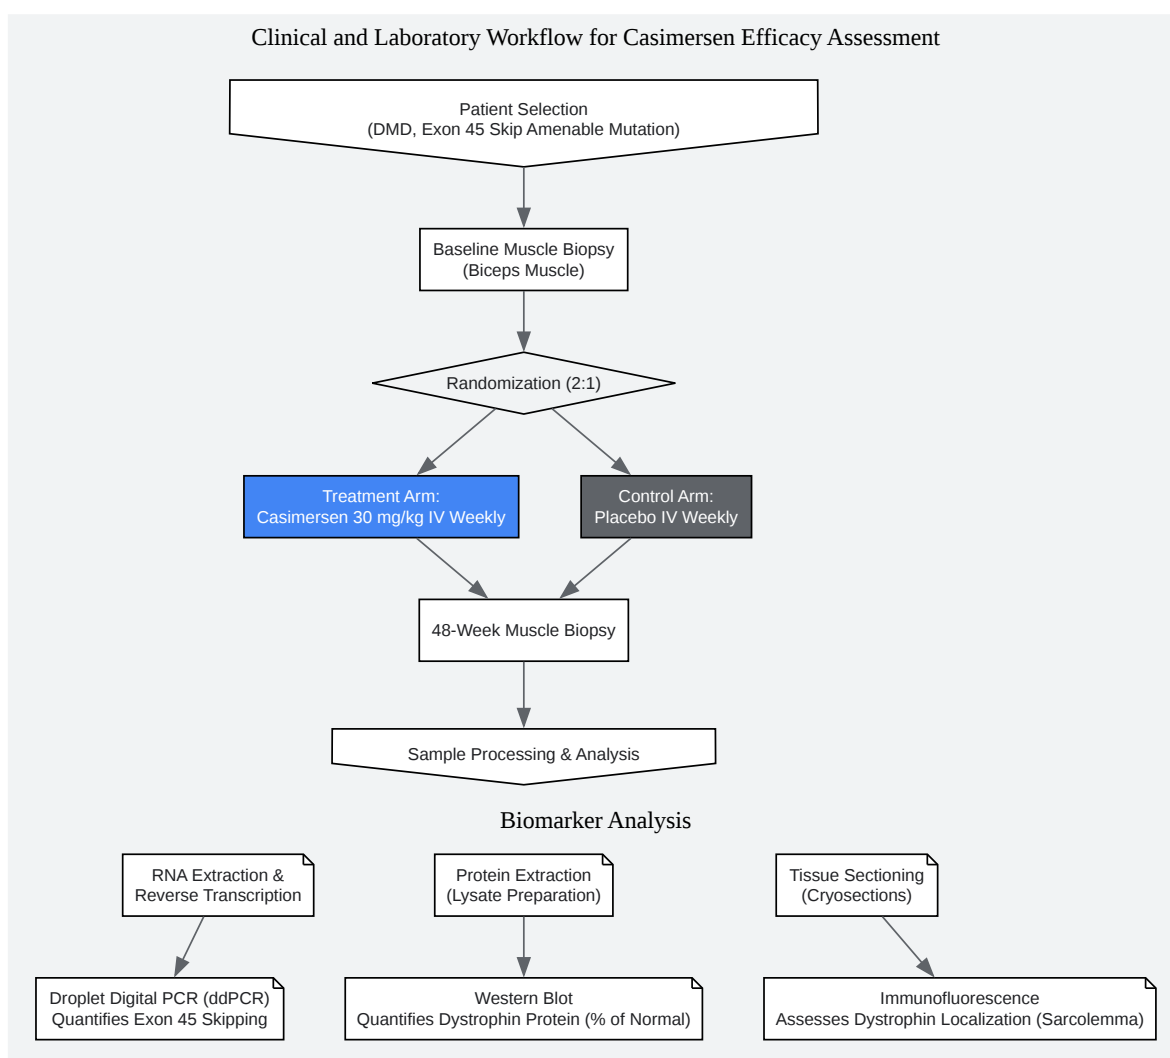 Clinical and Laboratory Workflow for Casimersen Efficacy Assessment
Patient Selection
(DMD, Exon 45 Skip Amenable Mutation)
Baseline Muscle Biopsy
(Biceps Muscle)
Randomization (2:1)
Treatment Arm:
Casimersen 30 mg/kg IV Weekly
Control Arm:
Placebo IV Weekly
48-Week Muscle Biopsy
Sample Processing & Analysis
Biomarker Analysis
RNA Extraction &
Reverse Transcription
Protein Extraction
(Lysate Preparation)
Tissue Sectioning
(Cryosections)
Droplet Digital PCR (ddPCR)
Quantifies Exon 45 Skipping
Western Blot
Quantifies Dystrophin Protein (% of Normal)
Immunofluorescence
Assesses Dystrophin Localization (Sarcolemma)